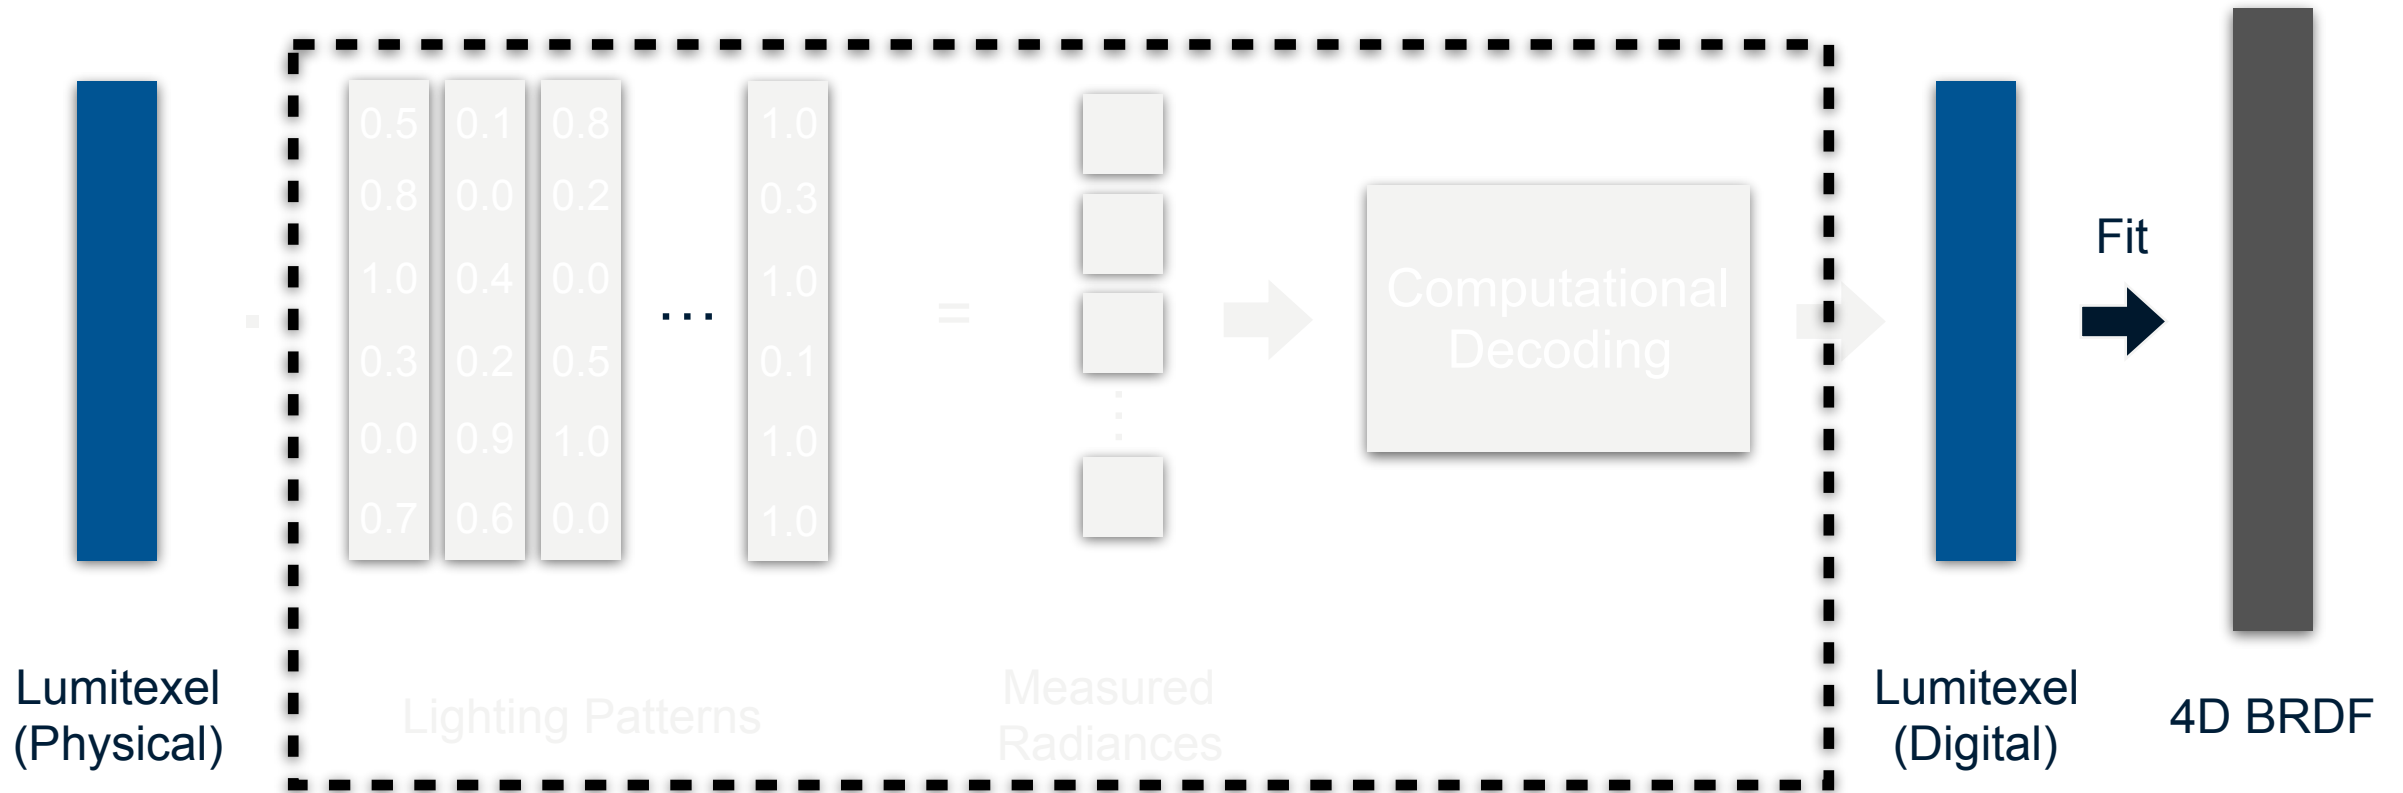 0.5 0.1 0.8 1.0
0.8 0.0 0.2 0.3
1.0 0.4 0.0 ... 1.0
0.3 0.2 0.5 0.1
0.0 0.9 1.0 1.0
0.7 0.6 0.0 1.0
=
Computational
Decoding
Fit
Lumitexel
(Physical)
Lighting Patterns
Measured
Radiances
Lumitexel
(Digital)
4D BRDF